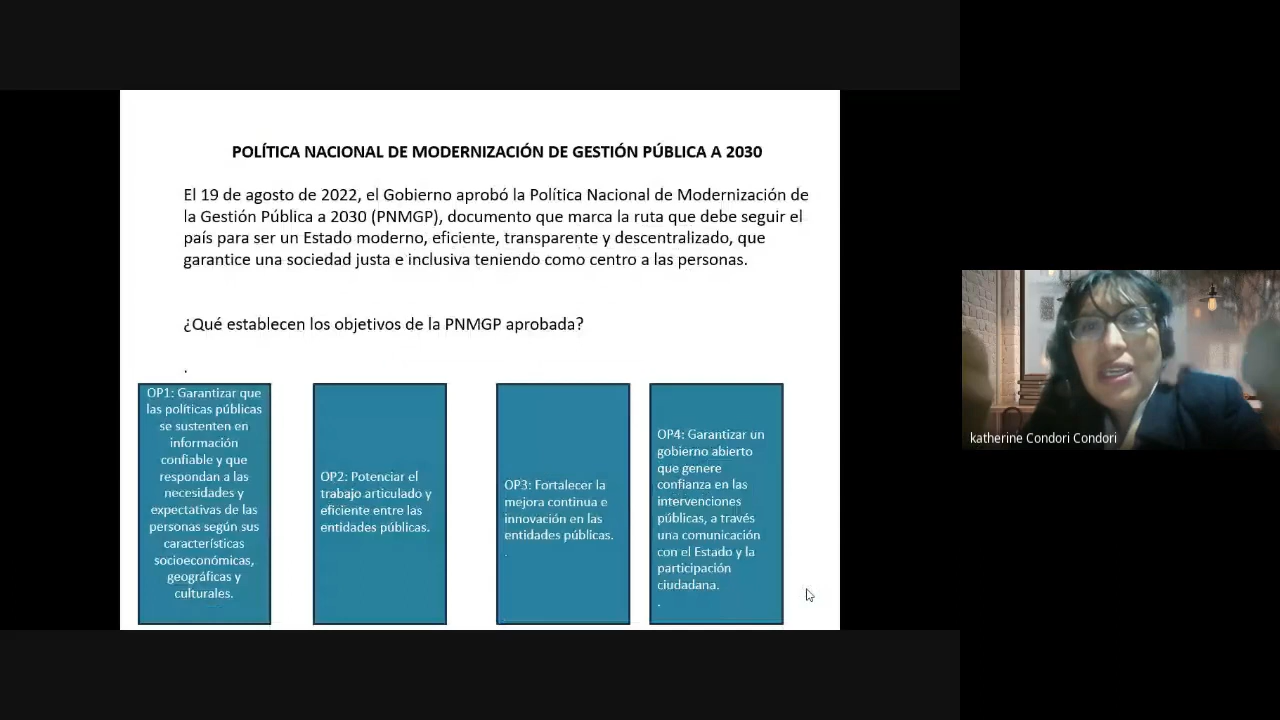 POLÍTICA NACIONAL DE MODERNIZACIÓN DE GESTIÓN PÚBLICA A 2030
El 19 de agosto de 2022, el Gobierno aprobó la Política Nacional de Modernización de
la Gestión Pública a 2030 (PNMGP), documento que marca la ruta que debe seguir el
país para ser un Estado moderno, eficiente, transparente y descentralizado, que
garantice una sociedad justa e inclusiva teniendo como centro a las personas.
¿Qué establecen los objetivos de la PNMGP aprobada?
.
OP1: Garantizar que
las políticas públicas
se sustenten en
información
confiable y que
respondan a las
necesidades y
expectativas de las
personas según sus
características
socioeconómicas,
geográficas y
culturales.
OP2: Potenciar el
trabajo articulado y
eficiente entre las
entidades públicas.
OP3: Fortalecer la
mejora continua e
innovación en las
entidades públicas.
.
OP4: Garantizar un
gobierno abierto
que genere
confianza en las
intervenciones
públicas, a través
una comunicación
con el Estado y la
participación
ciudadana.
.
katherine Condori Condori